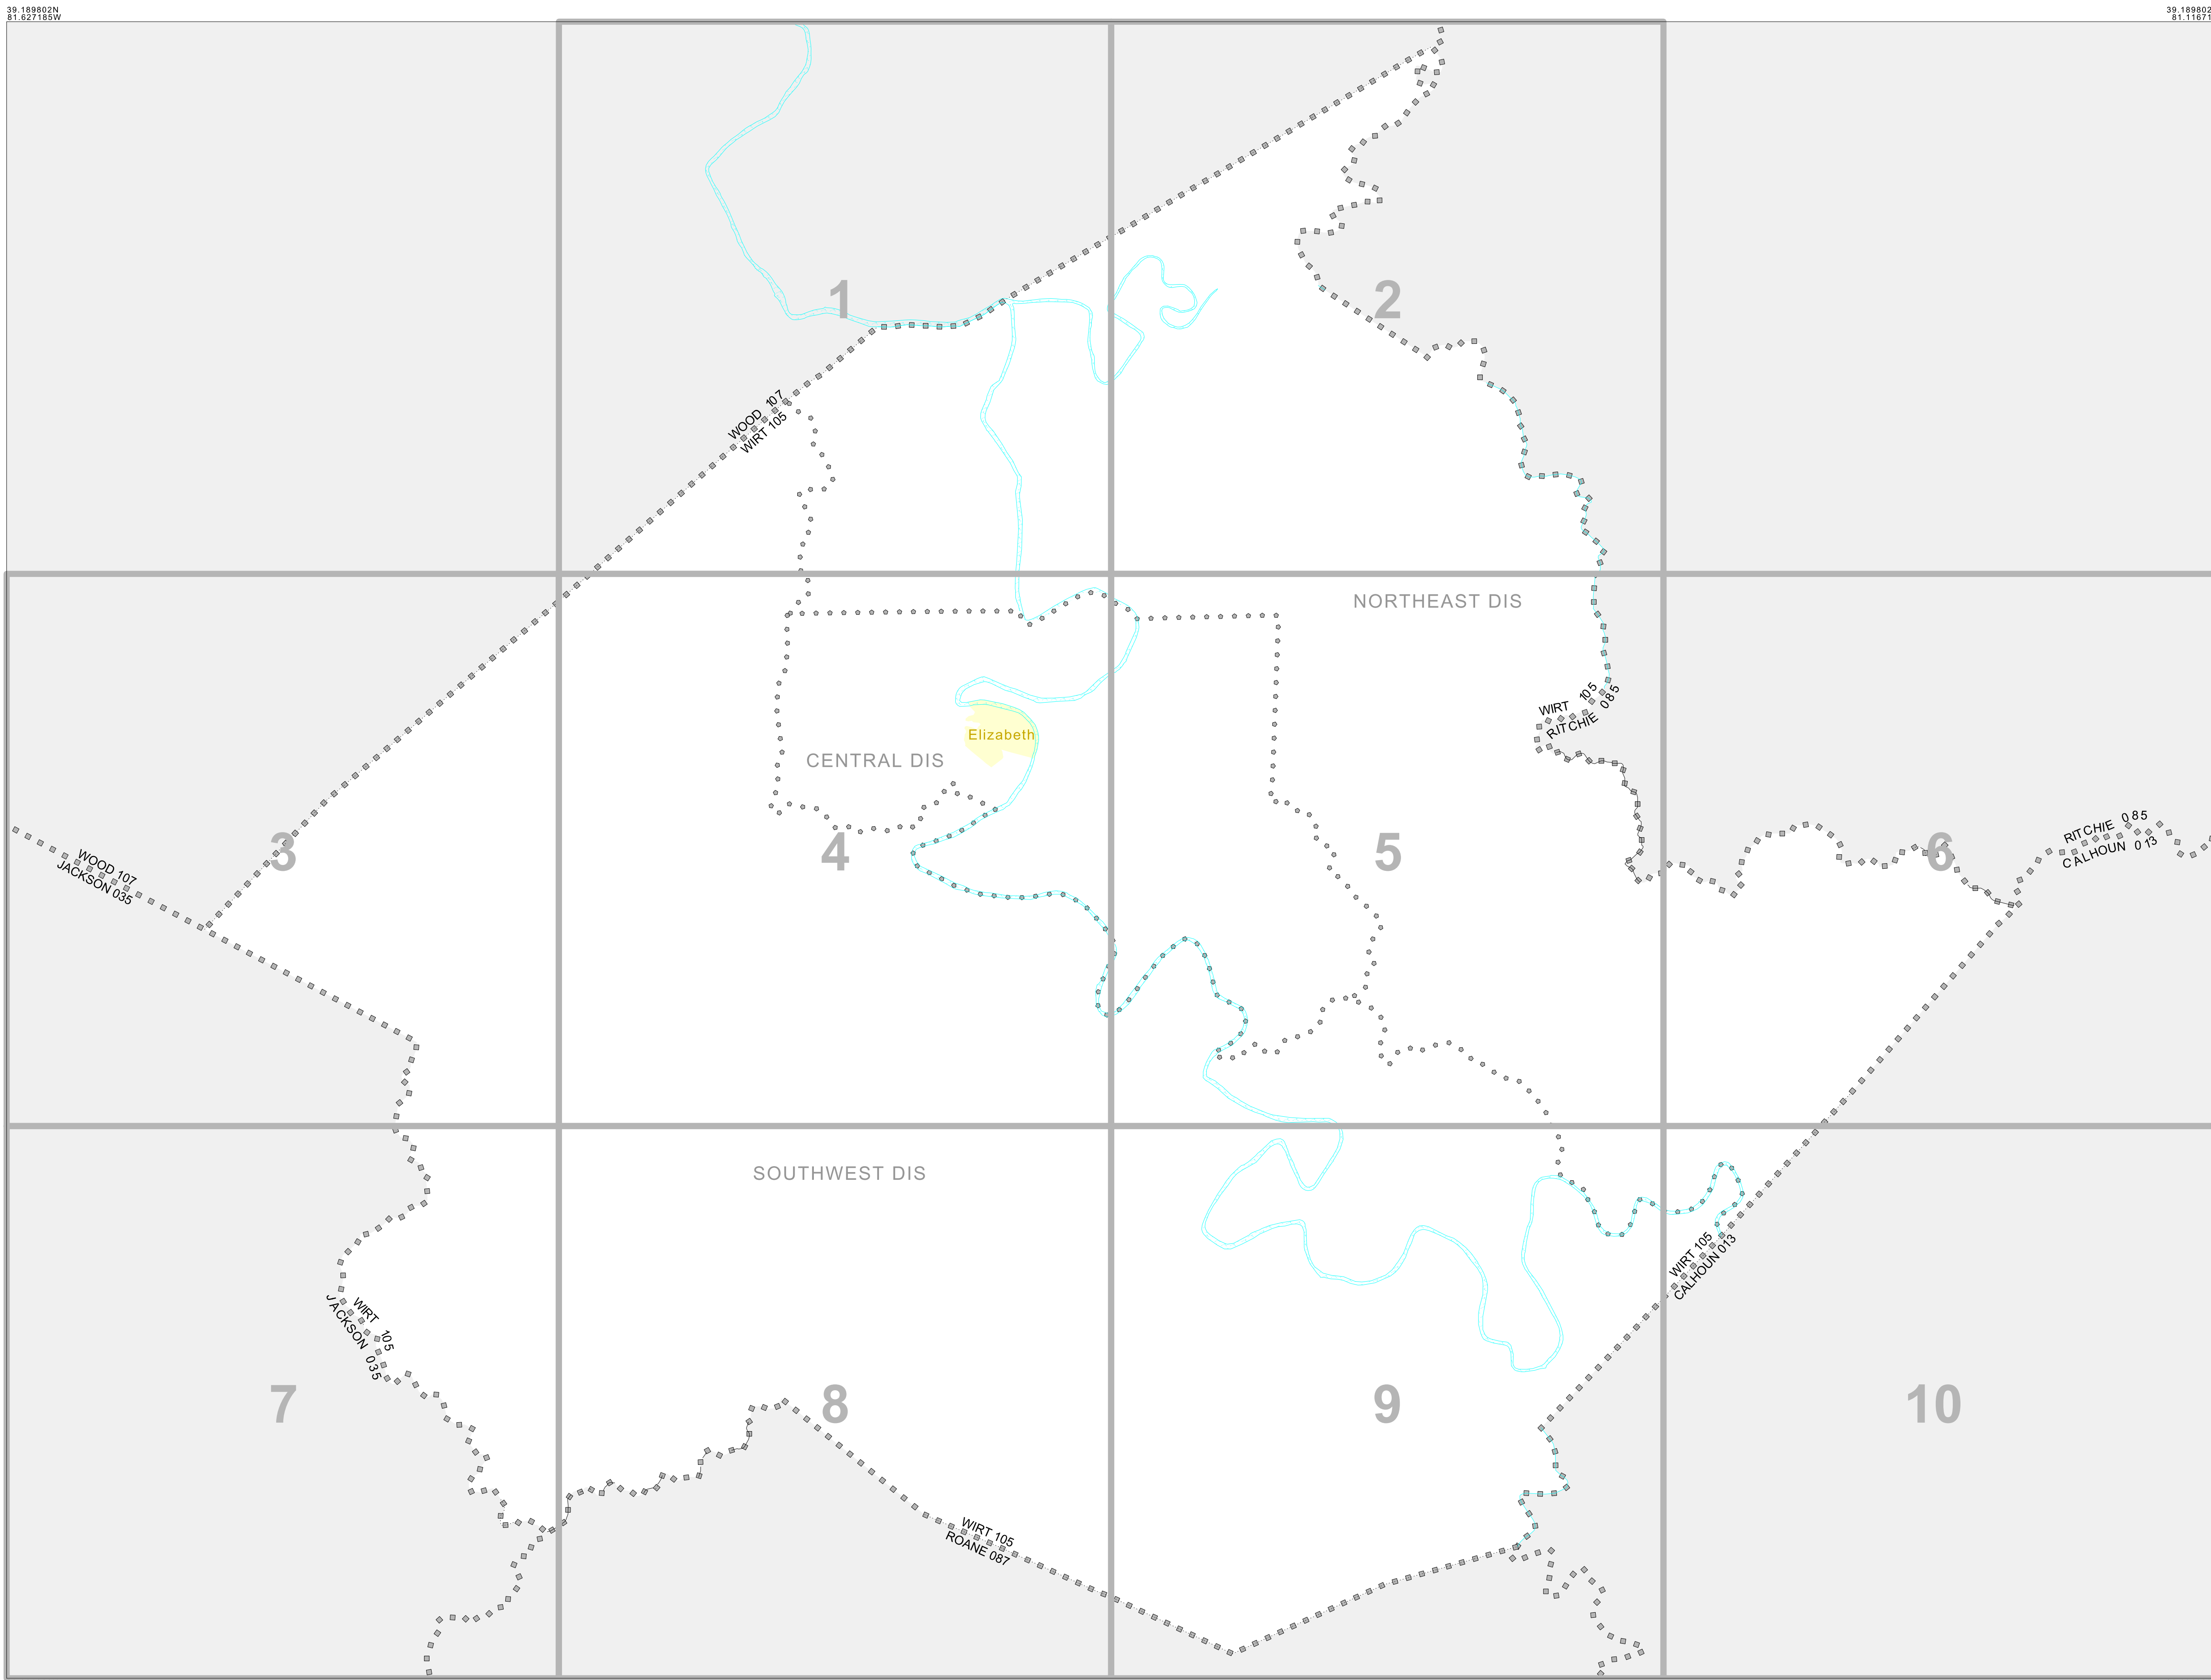 39.189802N
81.627185W
39.189802
81.11671
1
2
WOOD 107
WIRT 105
NORTHEAST DIS
WIRT 105
RITCHIE 085
Elizabeth
CENTRAL DIS
3
4
5
6
RITCHIE 085
CALHOUN 013
WOOD 107
JACKSON 035
SOUTHWEST DIS
WIRT 105
CALHOUN 013
WIRT 105
JACKSON 035
7
8
9
10
WIRT 105
ROANE 087